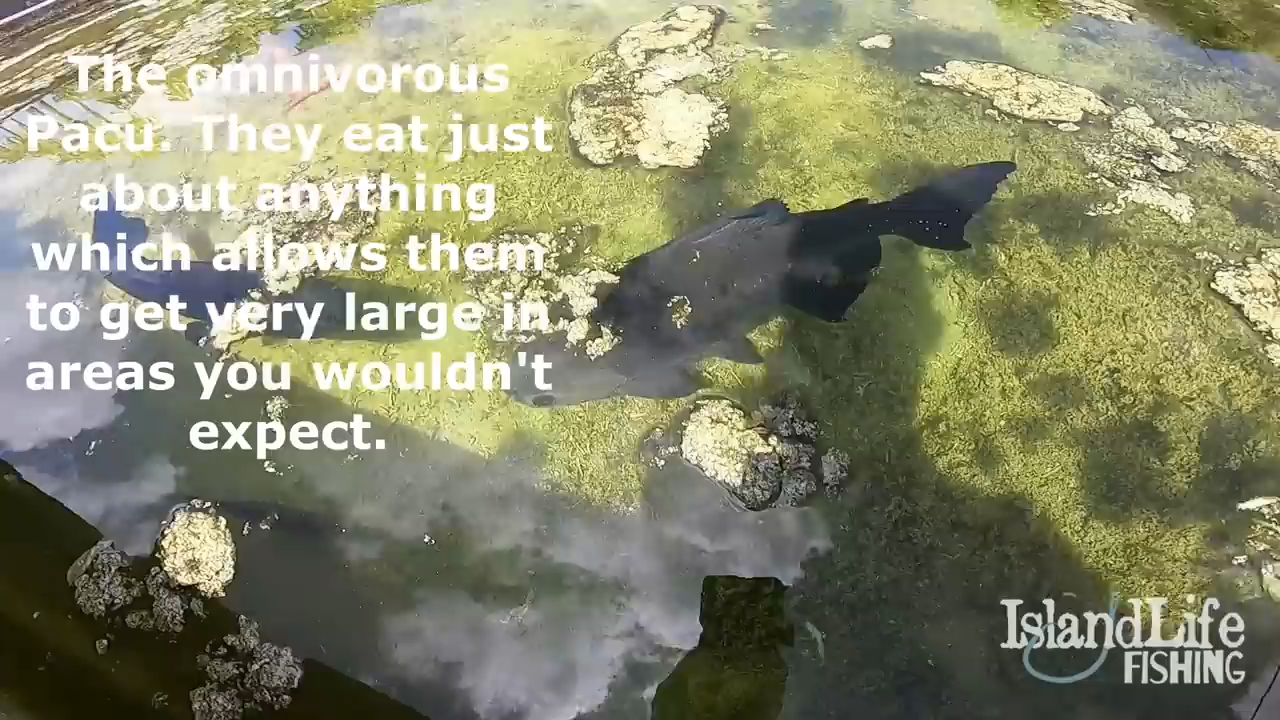 The omnivorous
Pacu. They eat just
about anything
which allows them
to get very large in
areas you wouldn't
expect.
IslandLife
FISHING